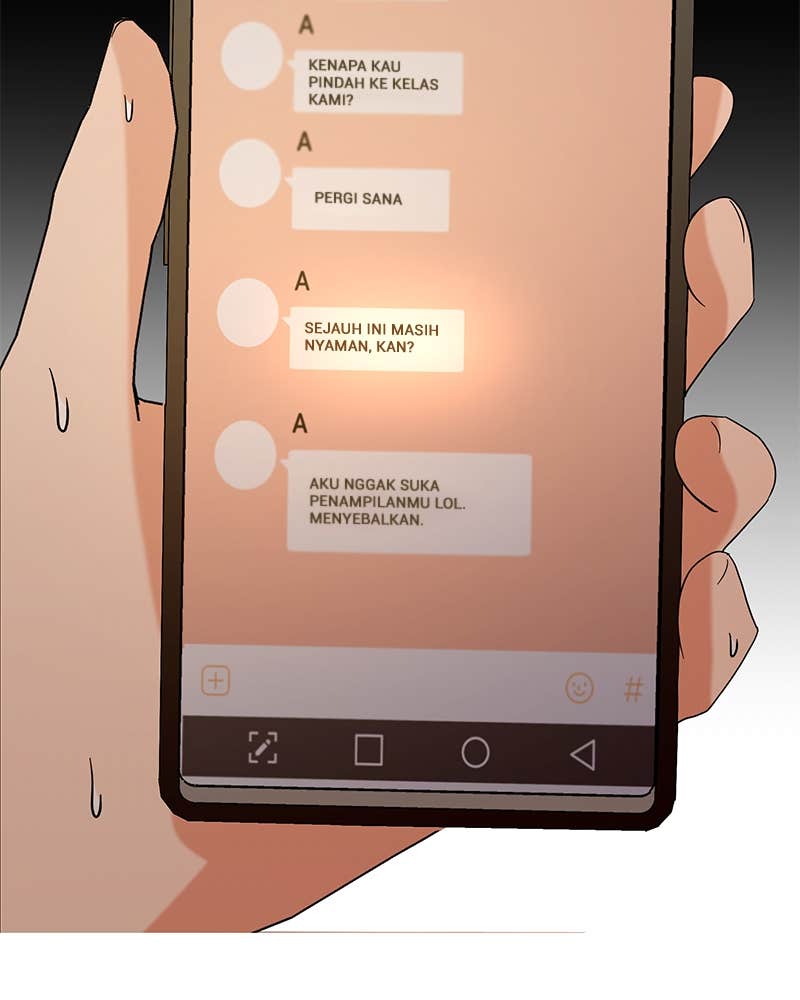 A
KENAPA KAU
PINDAH KE KELAS
KAMI?
A
PERGI SANA
A
SEJAUH INI MASIH
NYAMAN, KAN?
A
AKU NGGAK SUKA
PENAMPILANMU LOL.
MENYEBALKAN.
#